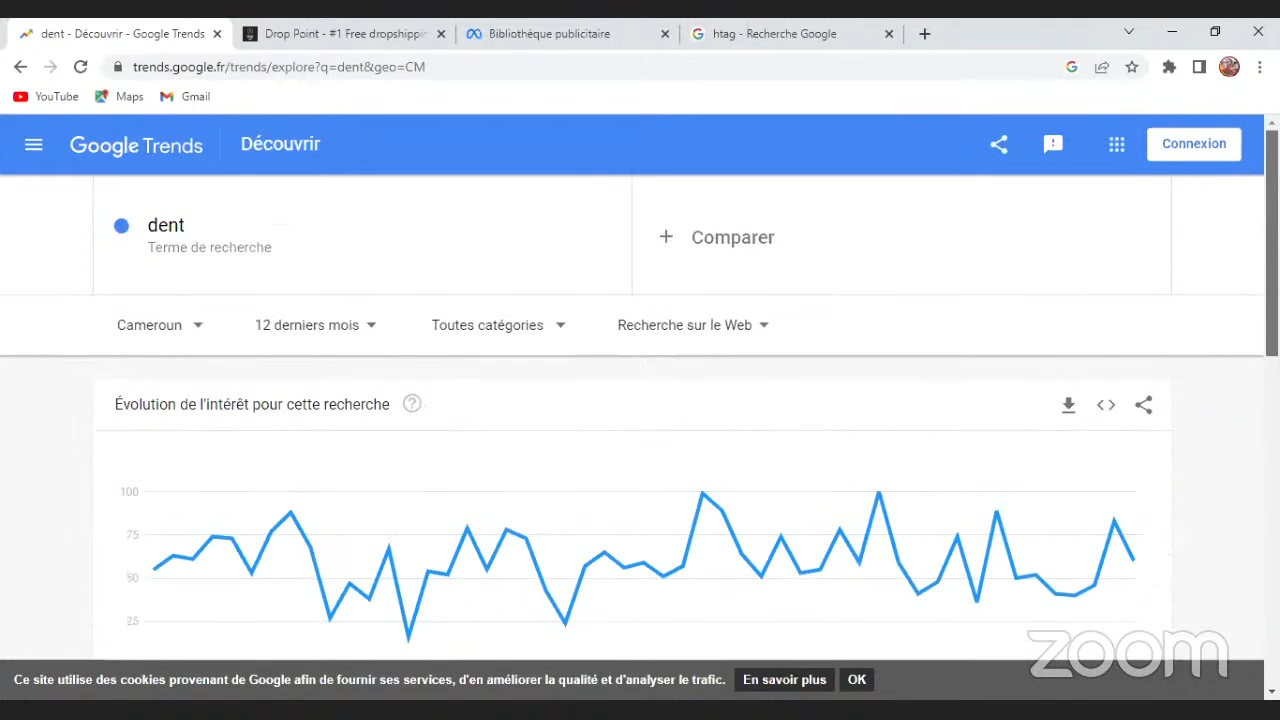 dent - Découvrir - Google Trends
Drop Point - #1 Free dropshippin
Bibliothèque publicitaire
htag - Recherche Google
trends.google.fr/trends/explore?q=dent&geo=CM
YouTube Maps Gmail
Google Trends Découvrir Connexion
dent
Terme de recherche
+ Comparer
Cameroun 12 derniers mois Toutes catégories Recherche sur le Web
Évolution de l'intérêt pour cette recherche
100
75
50
25
zoom
Ce site utilise des cookies provenant de Google afin de fournir ses services, d'en améliorer la qualité et d'analyser le trafic. En savoir plus OK